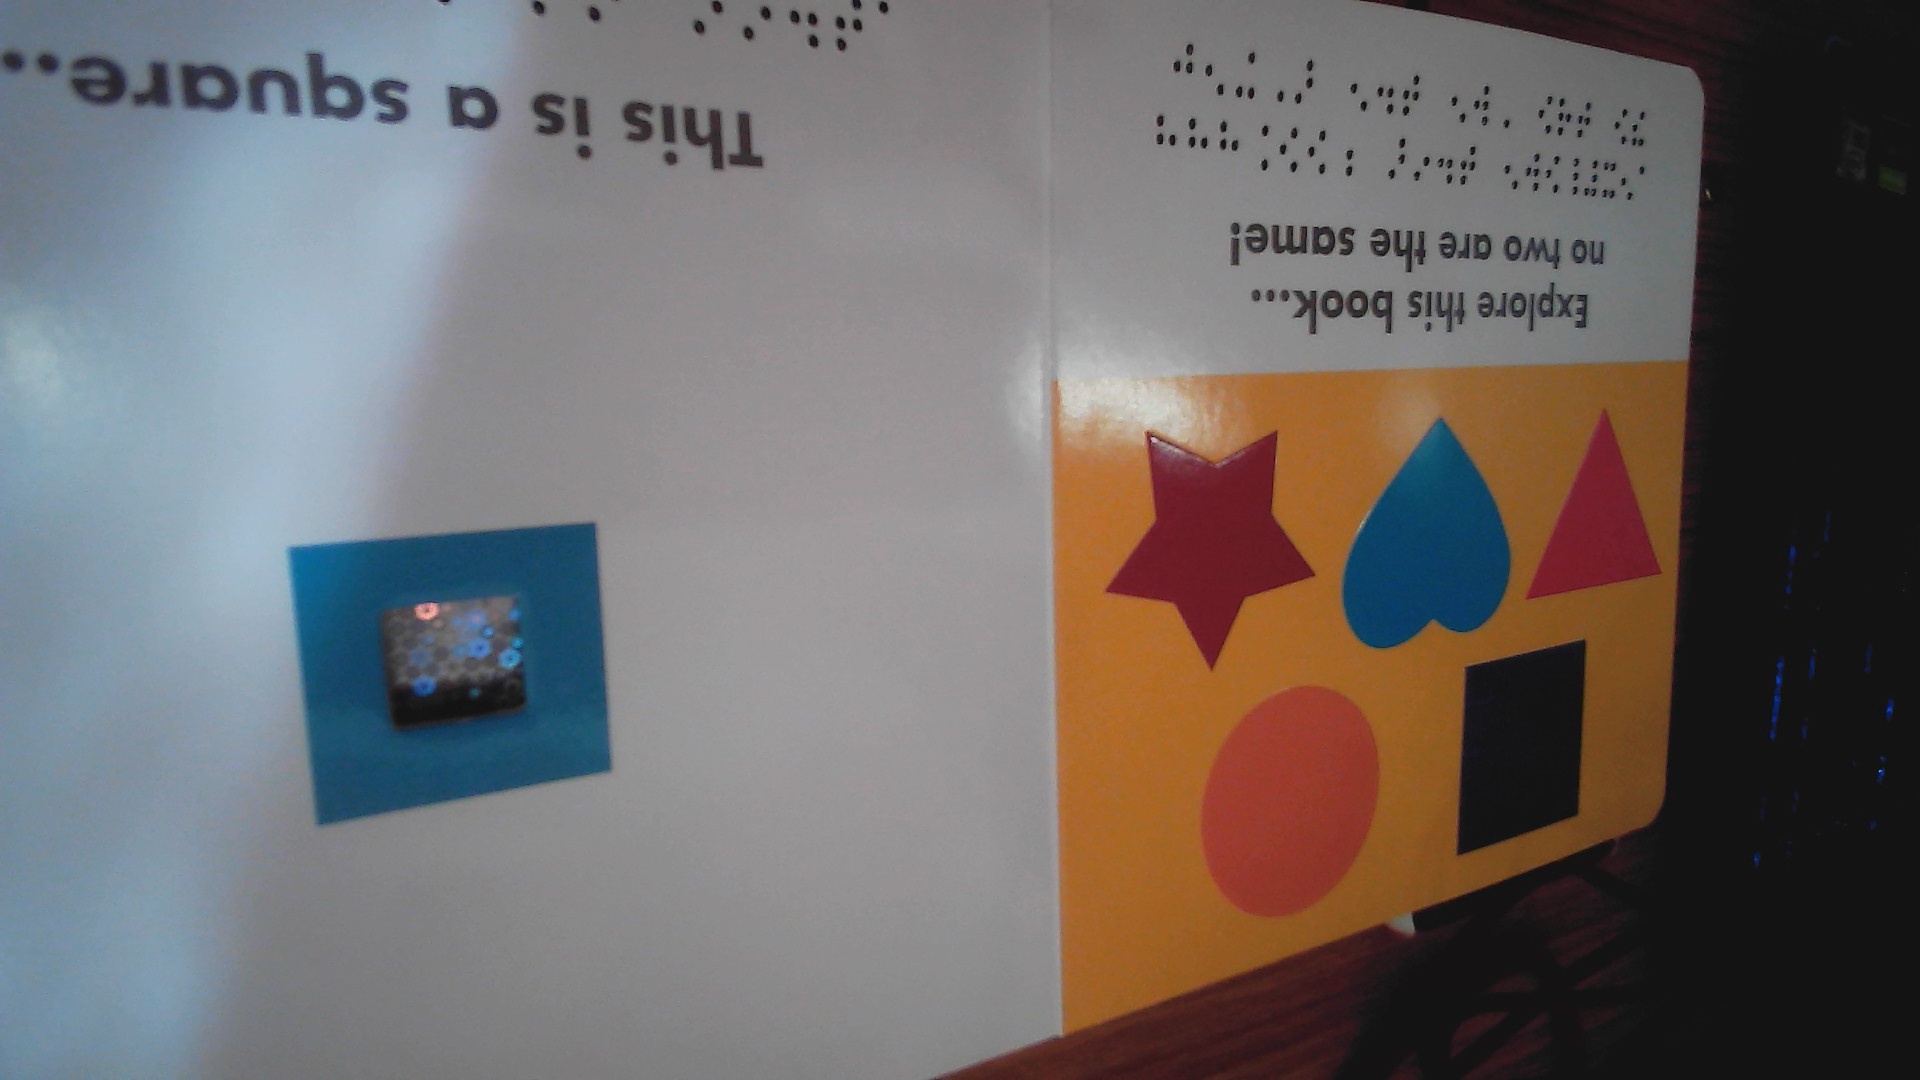 Explore this book...
no two are the same!
This is a square..